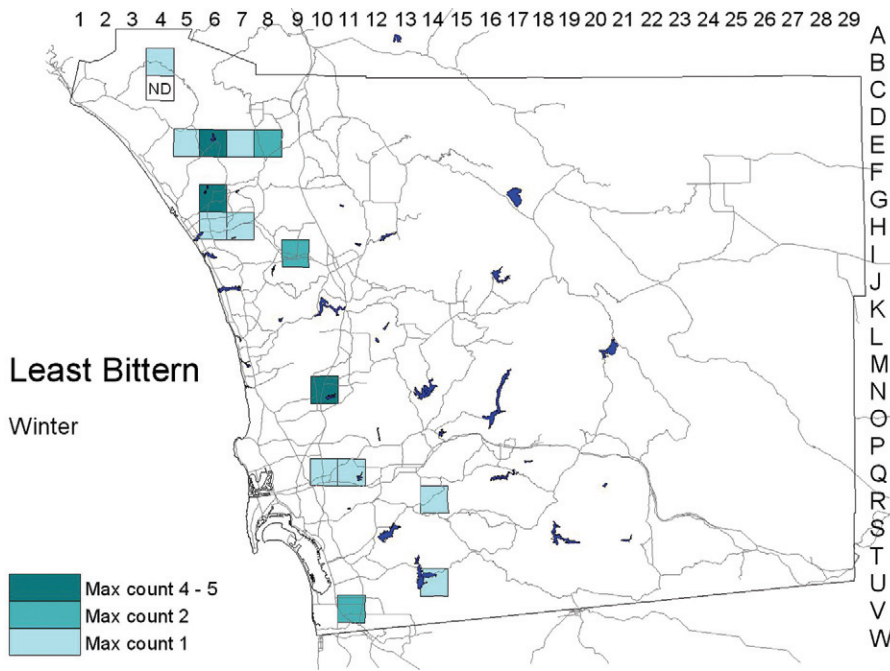 1 2 3 4 5 6 7 8 9 10 11 12 13 14 15 16 17 18 19 20 21 22 23 24 25 26 27 28 29
A
B
C
ND
D
E
F
G
H
I
J
K
L
M
Least Bittern
N
O
Winter
P
Q
R
S
T
U
Max count 4 - 5
V
Max count 2
W
Max count 1